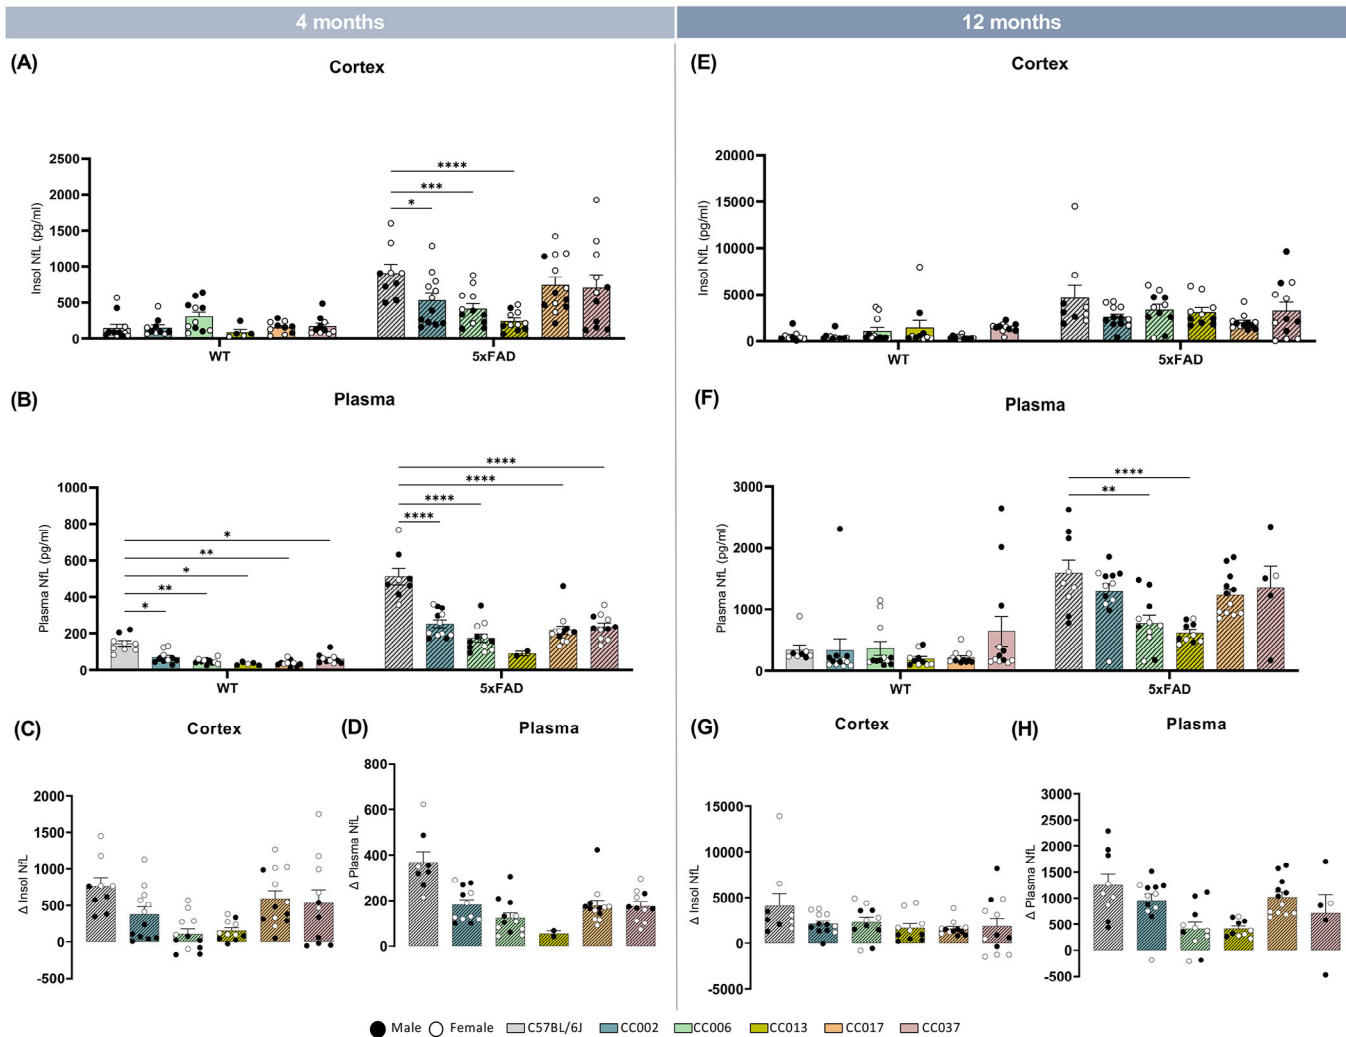 4 months
12 months
(A)
Cortex
Insol NfL (pg/ml)
2500
2000
1500
1000
500
0
****
***
*
WT
5xFAD
(B)
Plasma
Plasma NfL (pg/ml)
1000
800
600
400
200
0
*
**
*
**
*
****
****
****
****
WT
5xFAD
(C)
Cortex
Δ Insol NfL
2000
1500
1000
500
0
-500
(D)
Plasma
Δ Plasma NfL
800
600
400
200
0
(E)
Cortex
Insol NfL (pg/ml)
20000
15000
10000
5000
0
WT
5xFAD
(F)
Plasma
Plasma NfL (pg/ml)
3000
2000
1000
0
****
**
WT
5xFAD
(G)
Cortex
Δ Insol NfL
15000
10000
5000
0
-5000
(H)
Plasma
Δ Plasma NfL
3000
2500
2000
1500
1000
500
0
-500
Male Female C57BL/6J CC002 CC006 CC013 CC017 CC037